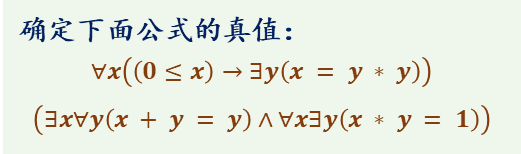 确定下面公式的真值：
∀x((0 ≤ x) → ∃y(x = y * y))
(∃x∀y(x + y = y) ∧ ∀x∃y(x * y = 1))